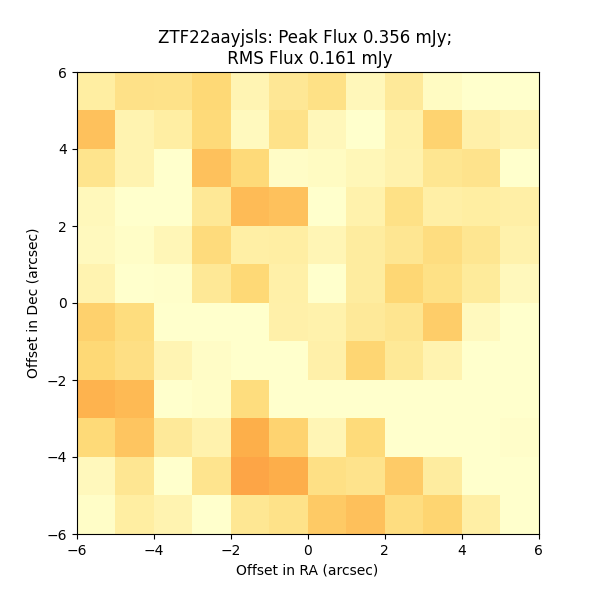 ZTF22aayjsls: Peak Flux 0.356 mJy;
RMS Flux 0.161 mJy
6
4
2
0
−2
−4
−6
Offset in Dec (arcsec)
−6 −4 −2 0 2 4 6
Offset in RA (arcsec)